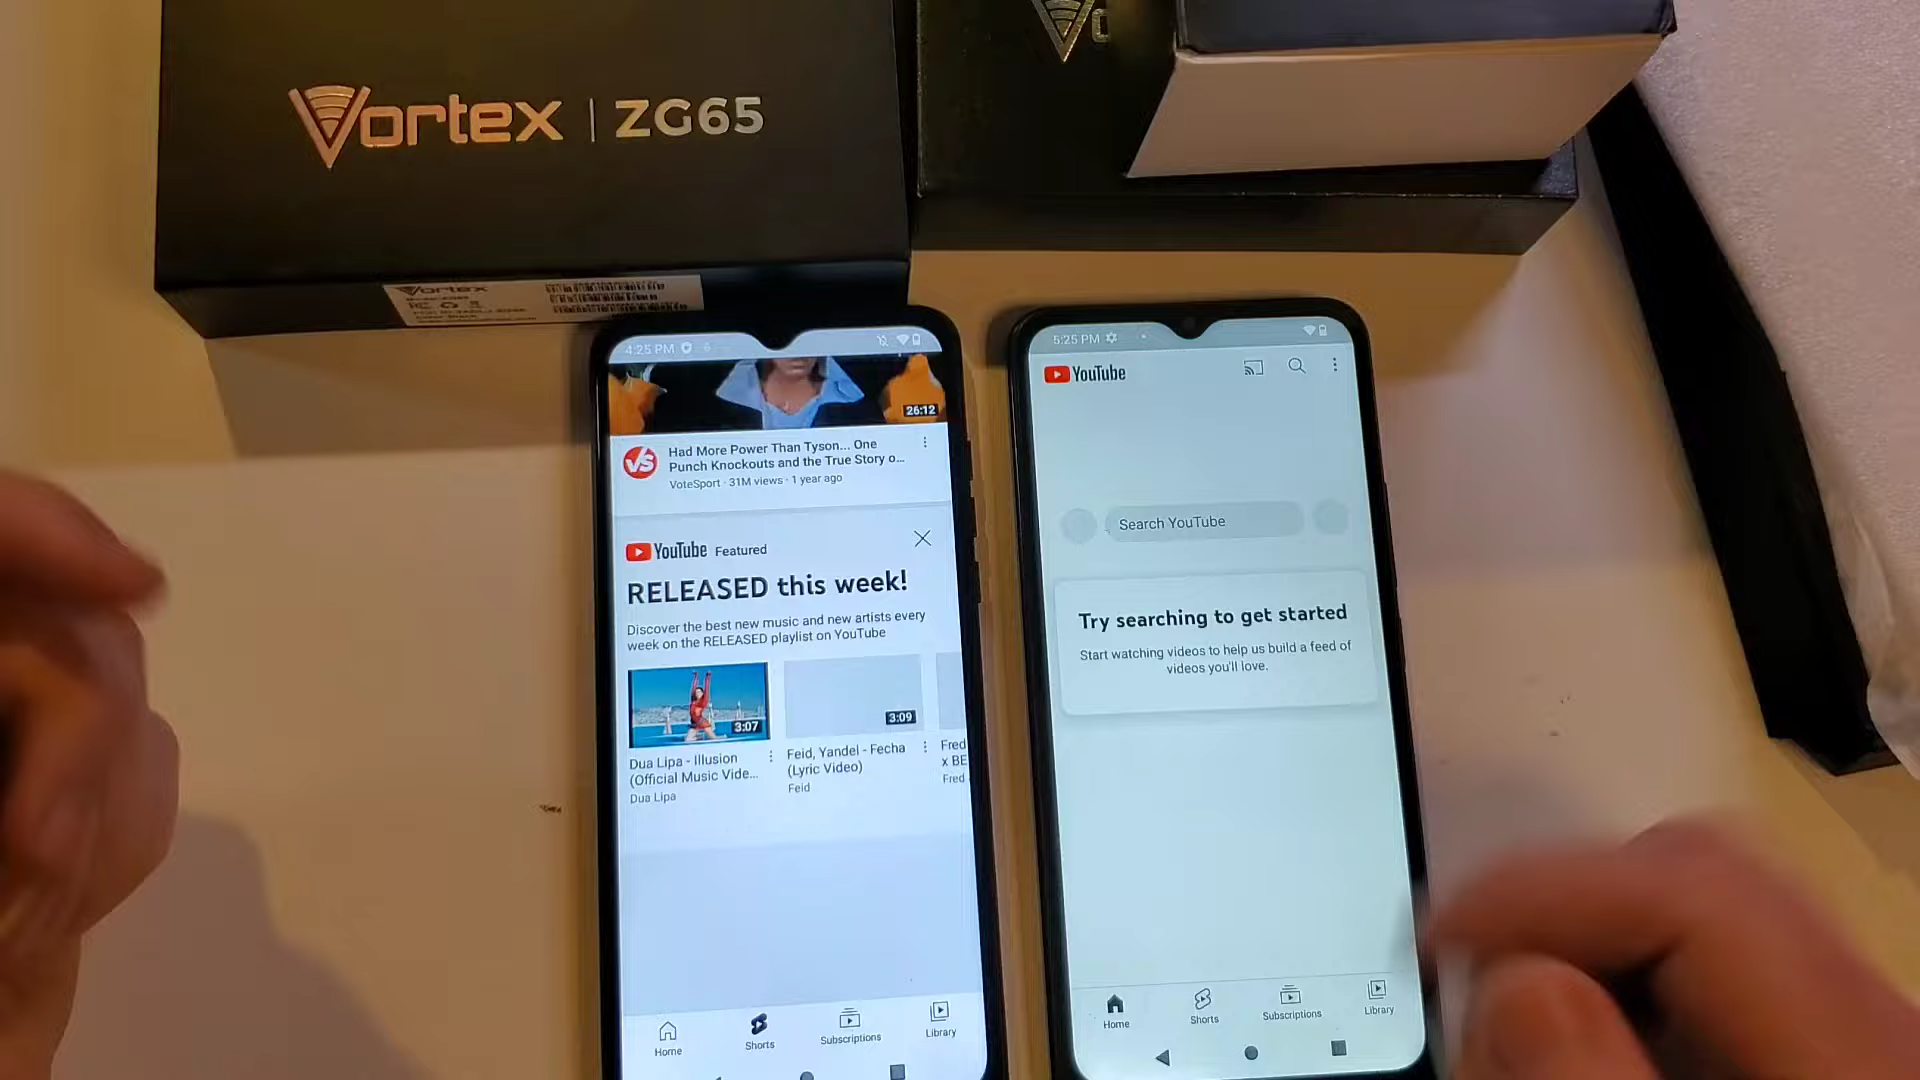 Vortex | ZG65
Vortex
4:25 PM
26:12
VS
Had More Power Than Tyson... One
Punch Knockouts and the True Story o...
VoteSport · 31M views · 1 year ago
YouTube Featured
RELEASED this week!
Discover the best new music and new artists every
week on the RELEASED playlist on YouTube
3:07
3:09
Dua Lipa - Illusion
(Official Music Vide...
Dua Lipa
Feid, Yandel - Fecha
(Lyric Video)
Feid
Fred
x BE
Fred
Home
Shorts
Subscriptions
Library
5:25 PM
YouTube
Search YouTube
Try searching to get started
Start watching videos to help us build a feed of
videos you'll love.
Home
Shorts
Subscriptions
Library